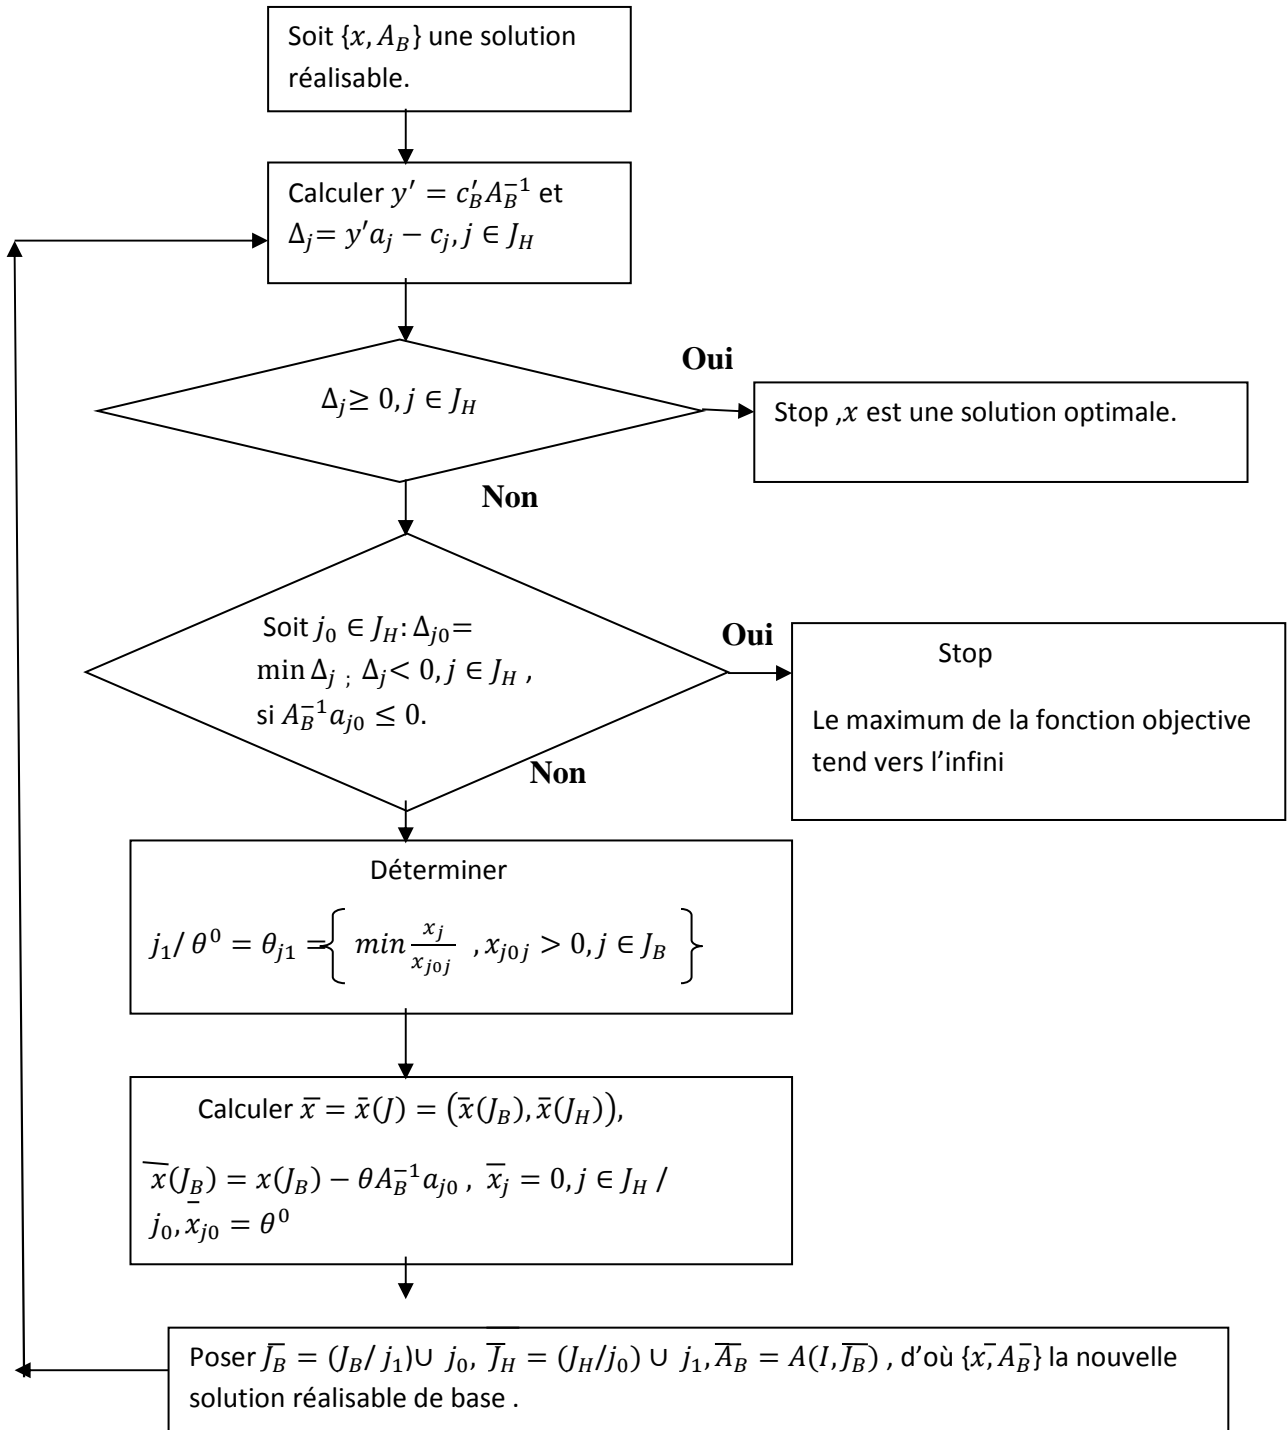 Soit {x, A_B} une solution
réalisable.
Calculer y′ = c′_B A_B^{-1} et
Δ_j= y′a_j − c_j, j ∈ J_H
Δ_j≥ 0, j ∈ J_H
Oui
Stop ,x est une solution optimale.
Non
Soit j_0 ∈ J_H: Δ_{j0}=
min Δ_j ; Δ_j< 0, j ∈ J_H ,
si A_B^{-1}a_{j0} ≤ 0.
Oui
Stop
Le maximum de la fonction objective
tend vers l’infini
Non
Déterminer
j_1/ θ^0 = θ_{j1} = { min x_j/x_{j0j} , x_{j0j} > 0, j ∈ J_B }
Calculer x̅ = x̅(J) = (x̅(J_B), x̅(J_H)),
x̅(J_B) = x(J_B) − θA_B^{-1}a_{j0} , x̅_j = 0, j ∈ J_H /
j_0, x̅_{j0} = θ^0
Poser J̅_B = (J_B/ j_1)∪ j_0, J̅_H = (J_H/j_0) ∪ j_1, A̅_B = A(I, J̅_B) , d’où {x̅, A̅_B} la nouvelle
solution réalisable de base .